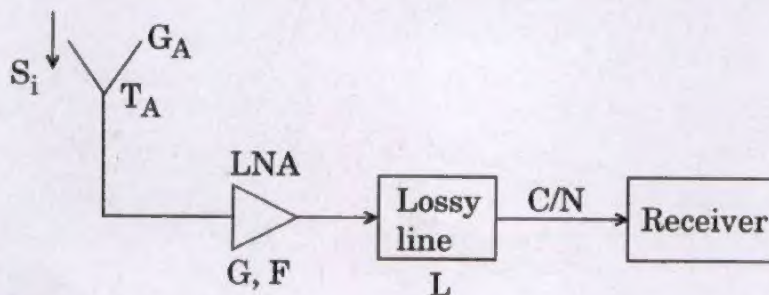 G_A
S_i
T_A
LNA
Lossy line
C/N
Receiver
G, F
L